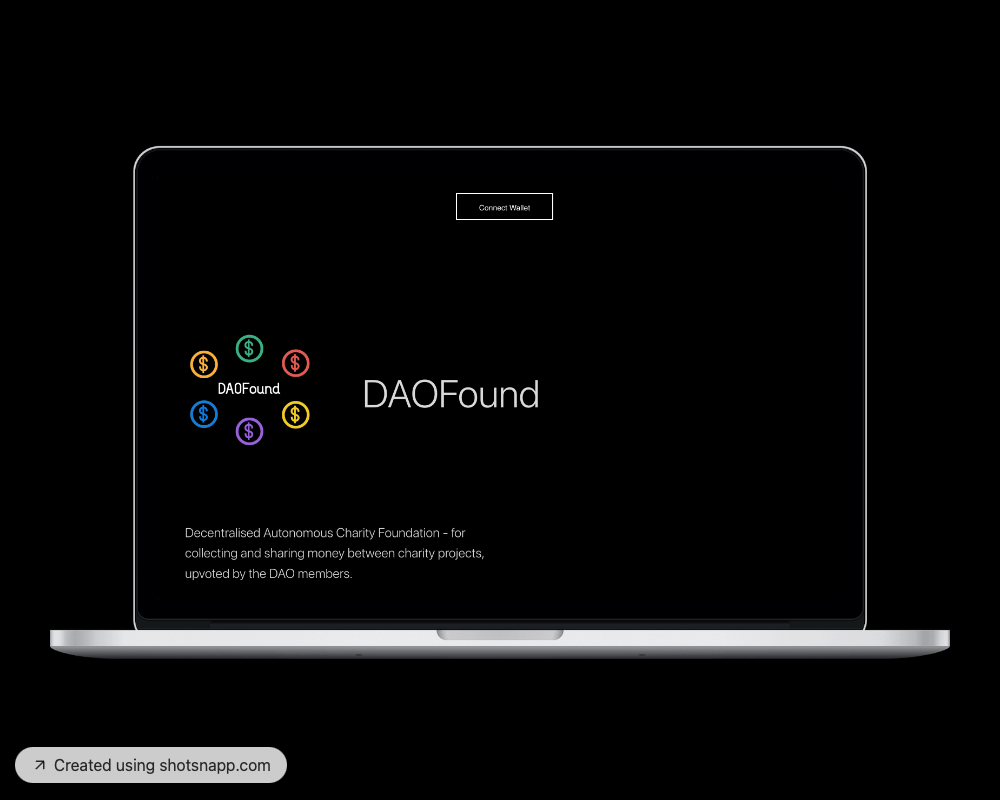 Connect Wallet
DAOFound
DAOFound
Decentralised Autonomous Charity Foundation - for
collecting and sharing money between charity projects,
upvoted by the DAO members.
Created using shotsnapp.com